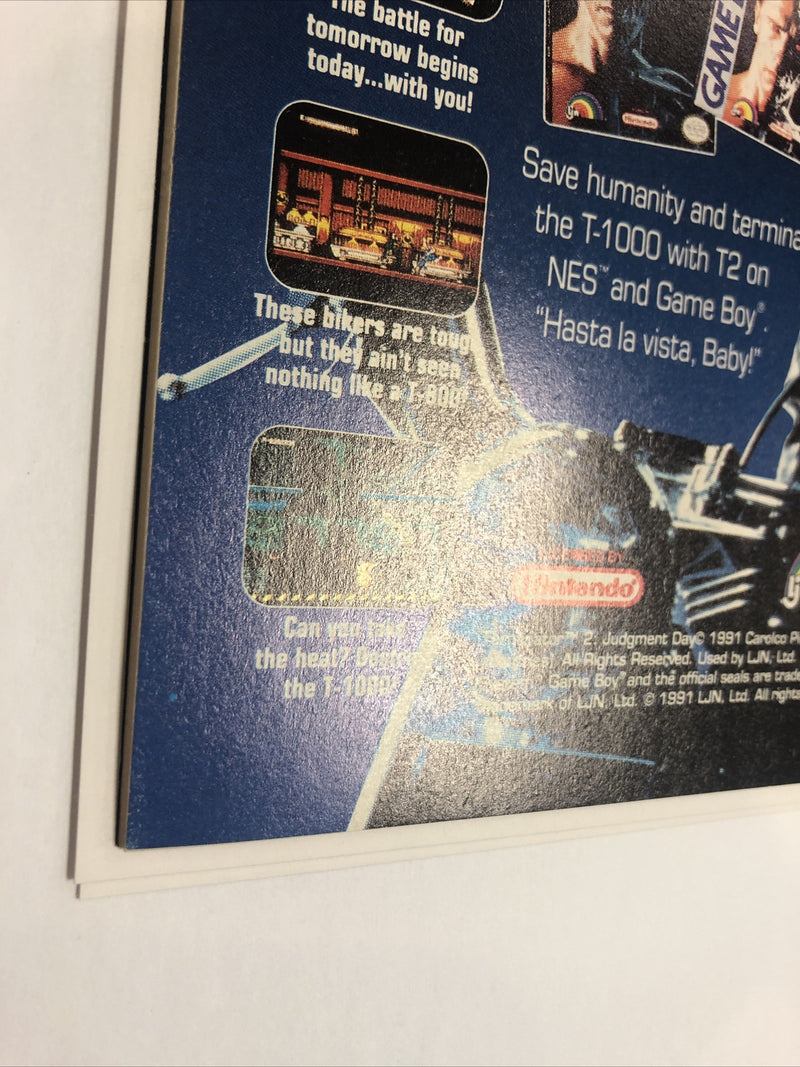 The battle for
tomorrow begins
today...with you!
GAME
LJN
Nintendo
Save humanity and termina
the T-1000 with T2 on
NES™ and Game Boy®.
"Hasta la vista, Baby!"
These bikers are toug
but they ain't seen
nothing like a T-800!
BY
Nintendo®
Can you
the heat?
the T-1000!
2: Judgment Day© 1991 Carolco Pi
All Rights Reserved. Used by LJN, Ltd.
Game Boy™ and the official seals are trade
of LJN, Ltd. © 1991 LJN, Ltd. All rights